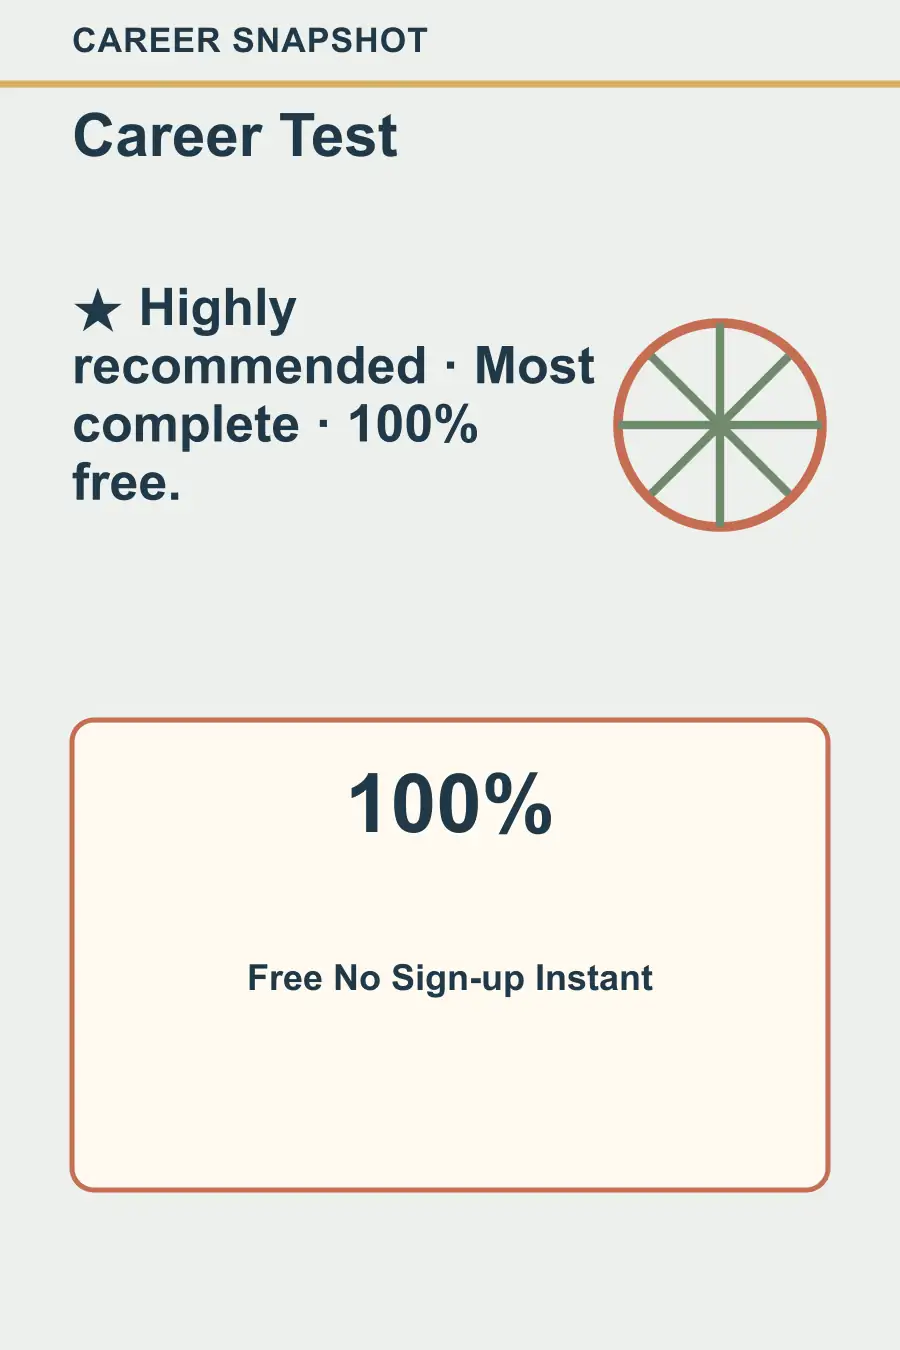 CAREER SNAPSHOT
Career Test
★ Highly
recommended · Most
complete · 100%
free.
100%
Free No Sign-up Instant